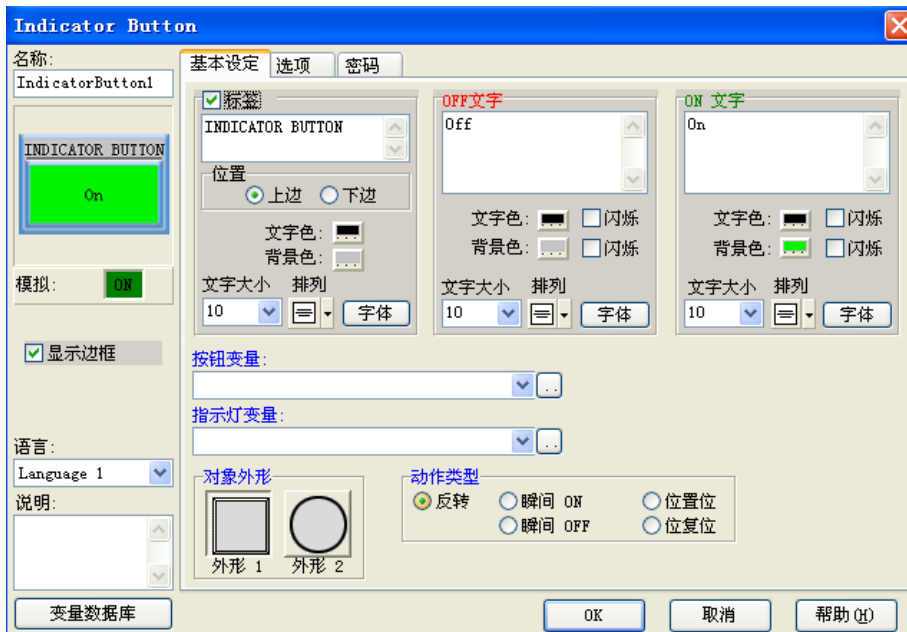 Indicator Button
名称:
IndicatorButton1
INDICATOR BUTTON
On
模拟:
ON
显示边框
语言:
Language 1
说明:
变量数据库
基本设定
选项
密码
标签
INDICATOR BUTTON
位置
上边
下边
文字色:
...
背景色:
...
文字大小
排列
10
字体
OFF文字
Off
文字色:
...
闪烁
背景色:
...
闪烁
文字大小
排列
10
字体
ON 文字
On
文字色:
...
闪烁
背景色:
...
闪烁
文字大小
排列
10
字体
按钮变量:
..
指示灯变量:
..
对象外形
外形 1
外形 2
动作类型
反转
瞬间 ON
位置位
瞬间 OFF
位复位
OK
取消
帮助(H)